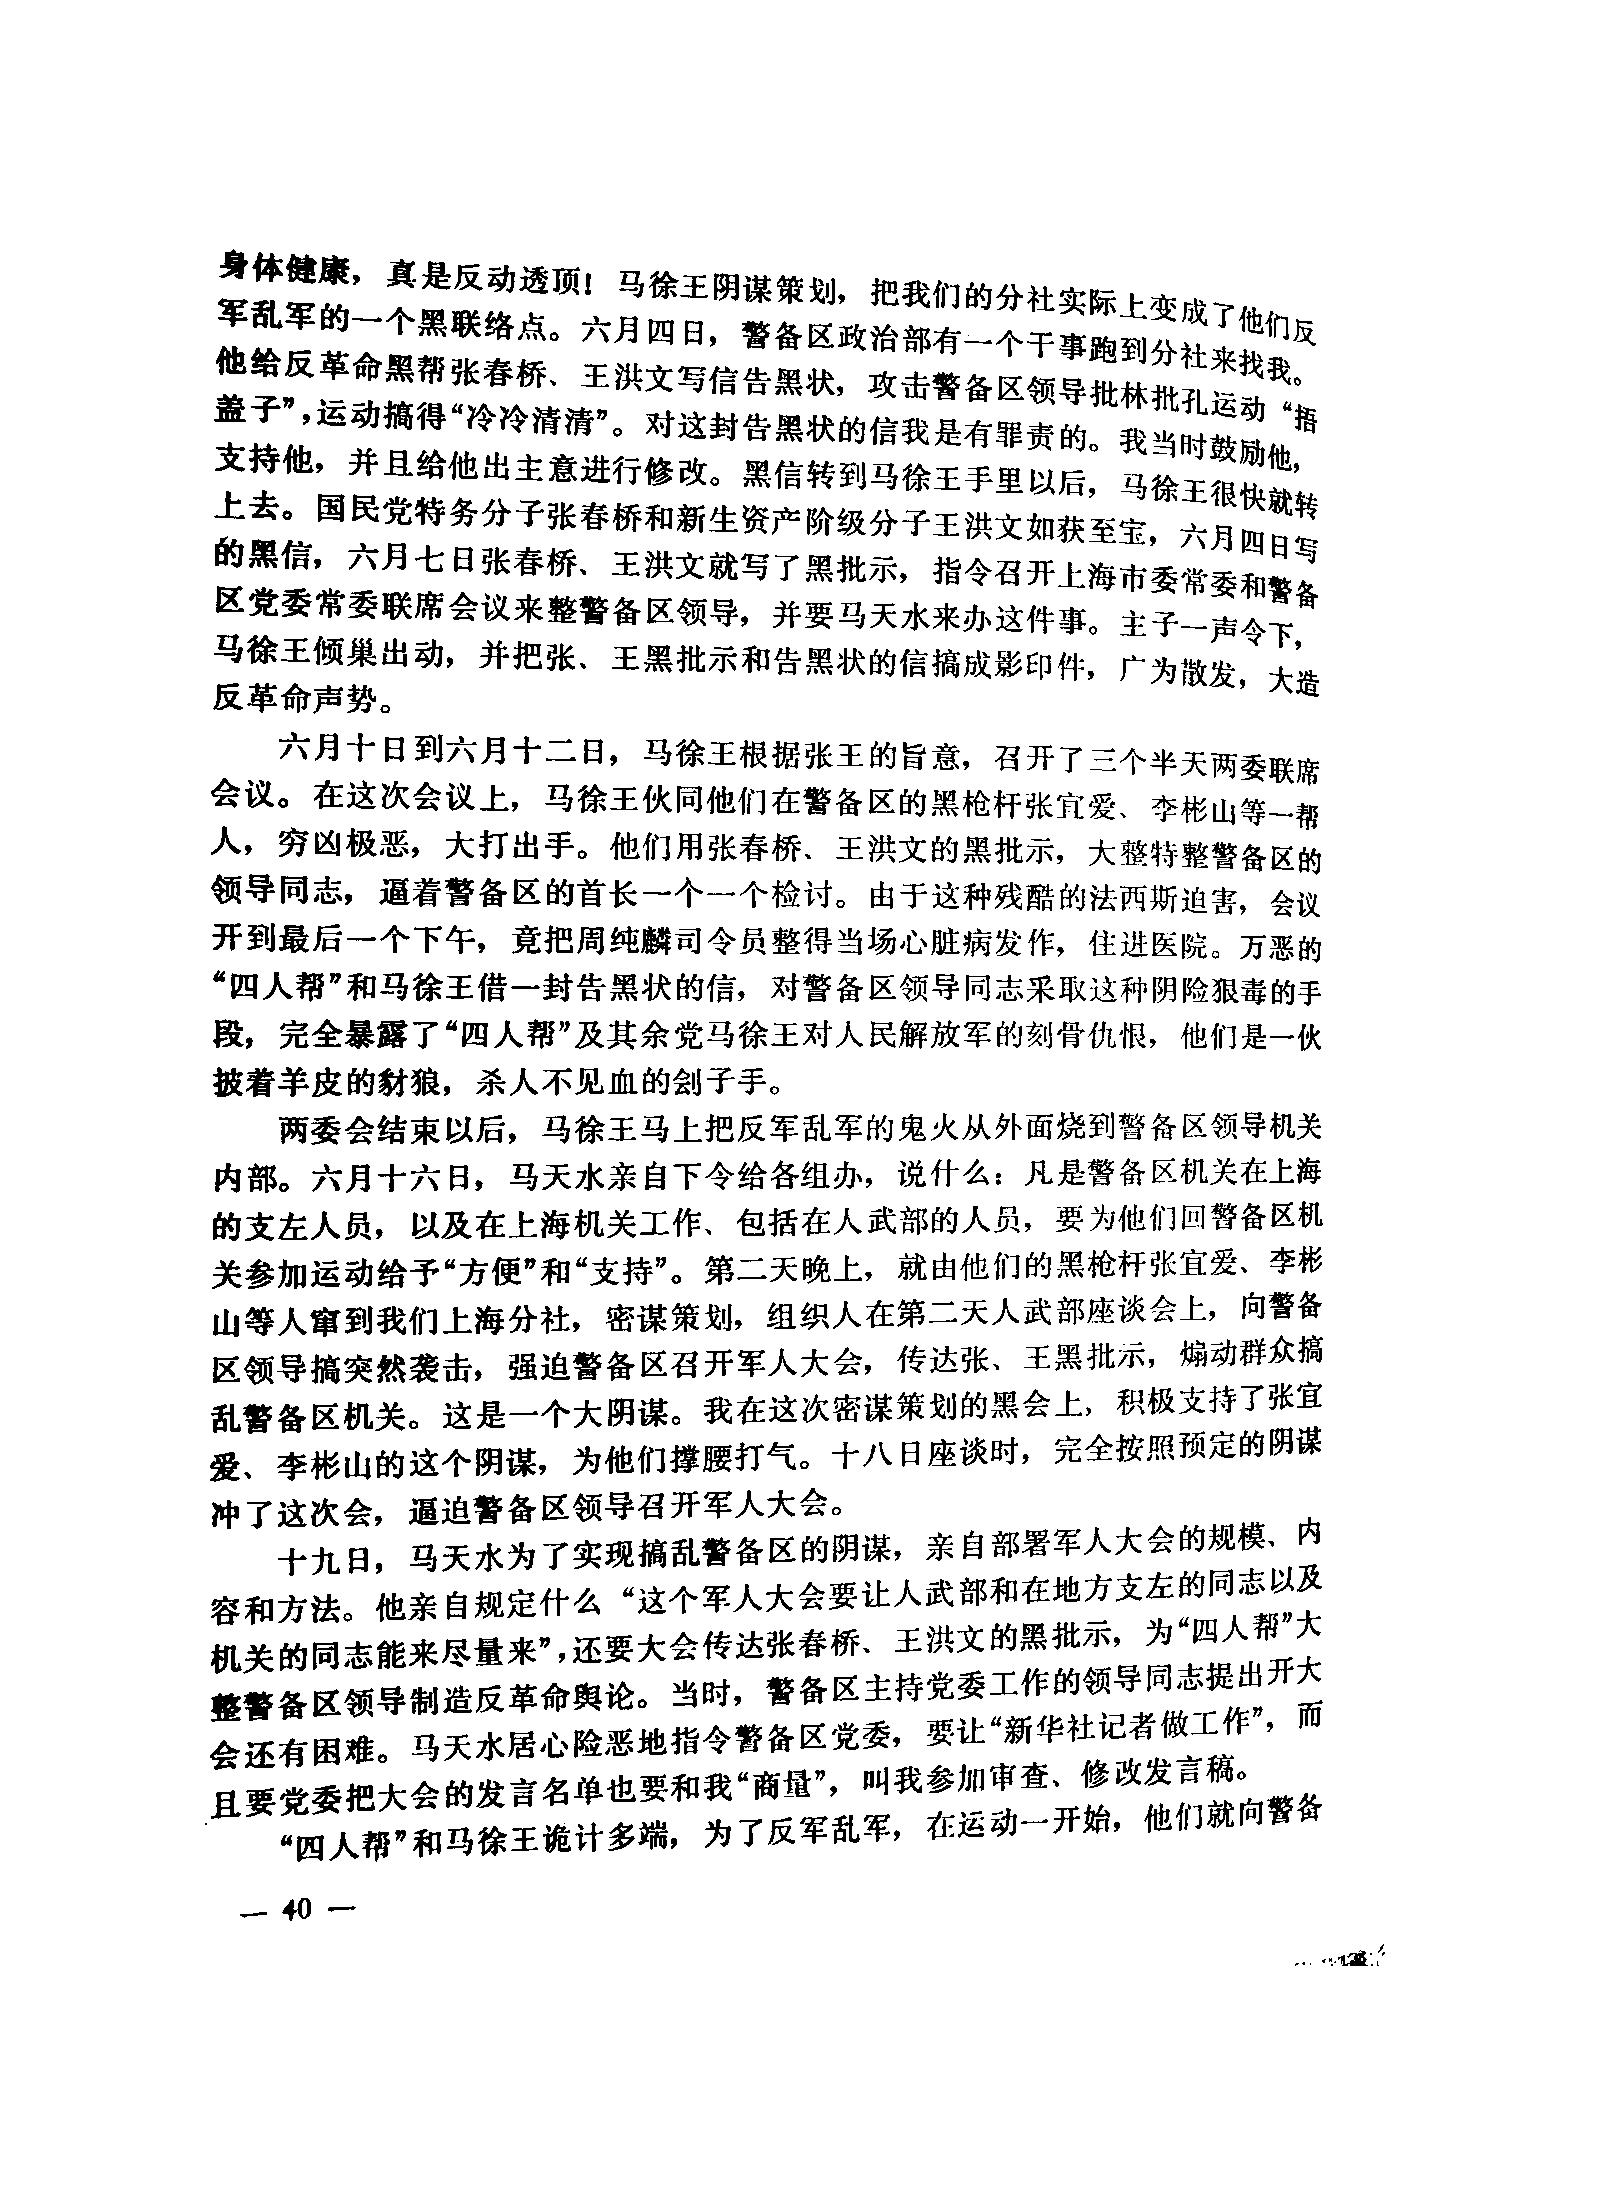 身体健康，真是反动透顶！马徐王阴谋策划，把我们的分社实际上变成了他们反
军乱军的一个黑联络点。六月四日，警备区政治部有一个干事跑到分社来找我。
他给反革命黑帮张春桥、王洪文写信告黑状，攻击警备区领导批林批孔运动“捂
盖子”，运动搞得“冷冷清清”。对这封告黑状的信我是有罪责的。我当时鼓励他，
支持他，并且给他出主意进行修改。黑信转到马徐王手里以后，马徐王很快就转
上去。国民党特务分子张春桥和新生资产阶级分子王洪文如获至宝，六月四日写
的黑信，六月七日张春桥、王洪文就写了黑批示，指令召开上海市委常委和警备
区党委常委联席会议来整警备区领导，并要马天水来办这件事。主子一声令下，
马徐王倾巢出动，并把张、王黑批示和告黑状的信搞成影印件，广为散发，大造
反革命声势。
六月十日到六月十二日，马徐王根据张王的旨意，召开了三个半天两委联席
会议。在这次会议上，马徐王伙同他们在警备区的黑枪杆张宜爱、李彬山等一帮
人，穷凶极恶，大打出手。他们用张春桥、王洪文的黑批示，大整特整警备区的
领导同志，逼着警备区的首长一个一个检讨。由于这种残酷的法西斯迫害，会议
开到最后一个下午，竟把周纯麟司令员整得当场心脏病发作，住进医院。万恶的
“四人帮”和马徐王借一封告黑状的信，对警备区领导同志采取这种阴险狠毒的手
段，完全暴露了“四人帮”及其余党马徐王对人民解放军的刻骨仇恨，他们是一伙
披着羊皮的豺狼，杀人不见血的刽子手。
两委会结束以后，马徐王马上把反军乱军的鬼火从外面烧到警备区领导机关
内部。六月十六日，马天水亲自下令给各组办，说什么：凡是警备区机关在上海
的支左人员，以及在上海机关工作、包括在人武部的人员，要为他们回警备区机
关参加运动给予“方便”和“支持”。第二天晚上，就由他们的黑枪杆张宜爱、李彬
山等人窜到我们上海分社，密谋策划，组织人在第二天人武部座谈会上，向警备
区领导搞突然袭击，强迫警备区召开军人大会，传达张、王黑批示，煽动群众搞
乱警备区机关。这是一个大阴谋。我在这次密谋策划的黑会上，积极支持了张宜
爱、李彬山的这个阴谋，为他们撑腰打气。十八日座谈时，完全按照预定的阴谋
冲了这次会，逼迫警备区领导召开军人大会。
十九日，马天水为了实现搞乱警备区的阴谋，亲自部署军人大会的规模、内
容和方法。他亲自规定什么“这个军人大会要让人武部和在地方支左的同志以及
机关的同志能来尽量来”，还要大会传达张春桥、王洪文的黑批示，为“四人帮”大
整警备区领导制造反革命舆论。当时，警备区主持党委工作的领导同志提出开大
会还有困难。马天水居心险恶地指令警备区党委，要让“新华社记者做工作”，而
且要党委把大会的发言名单也要和我“商量”，叫我参加审查、修改发言稿。
“四人帮”和马徐王诡计多端，为了反军乱军，在运动一开始，他们就向警备
— 40 —